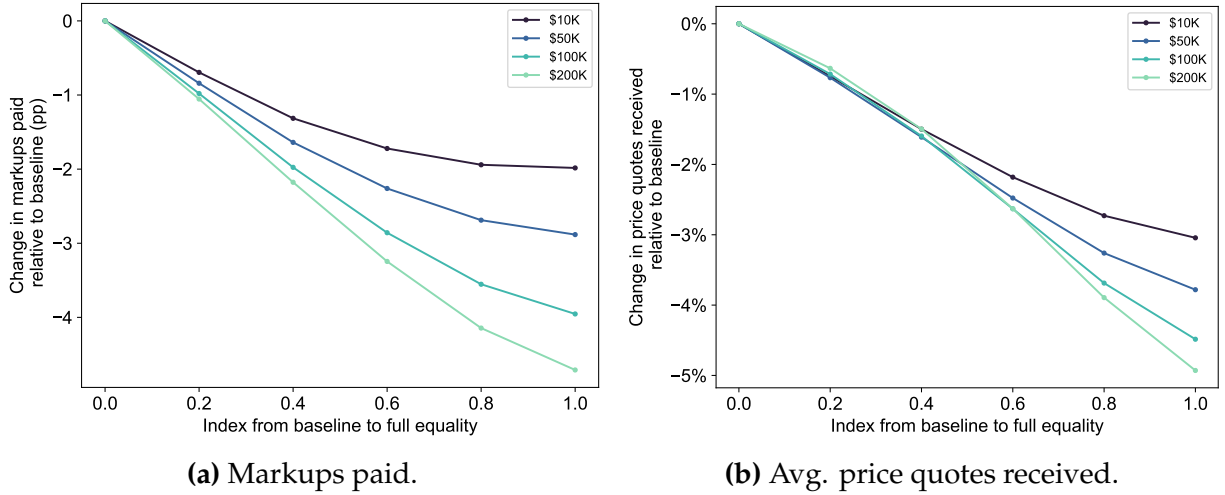 0
−1
−2
−3
−4
Change in markups paid
relative to baseline (pp)
$10K
$50K
$100K
$200K
0.0 0.2 0.4 0.6 0.8 1.0
Index from baseline to full equality
(a) Markups paid.
0%
−1%
−2%
−3%
−4%
−5%
Change in price quotes received
relative to baseline
$10K
$50K
$100K
$200K
0.0 0.2 0.4 0.6 0.8 1.0
Index from baseline to full equality
(b) Avg. price quotes received.